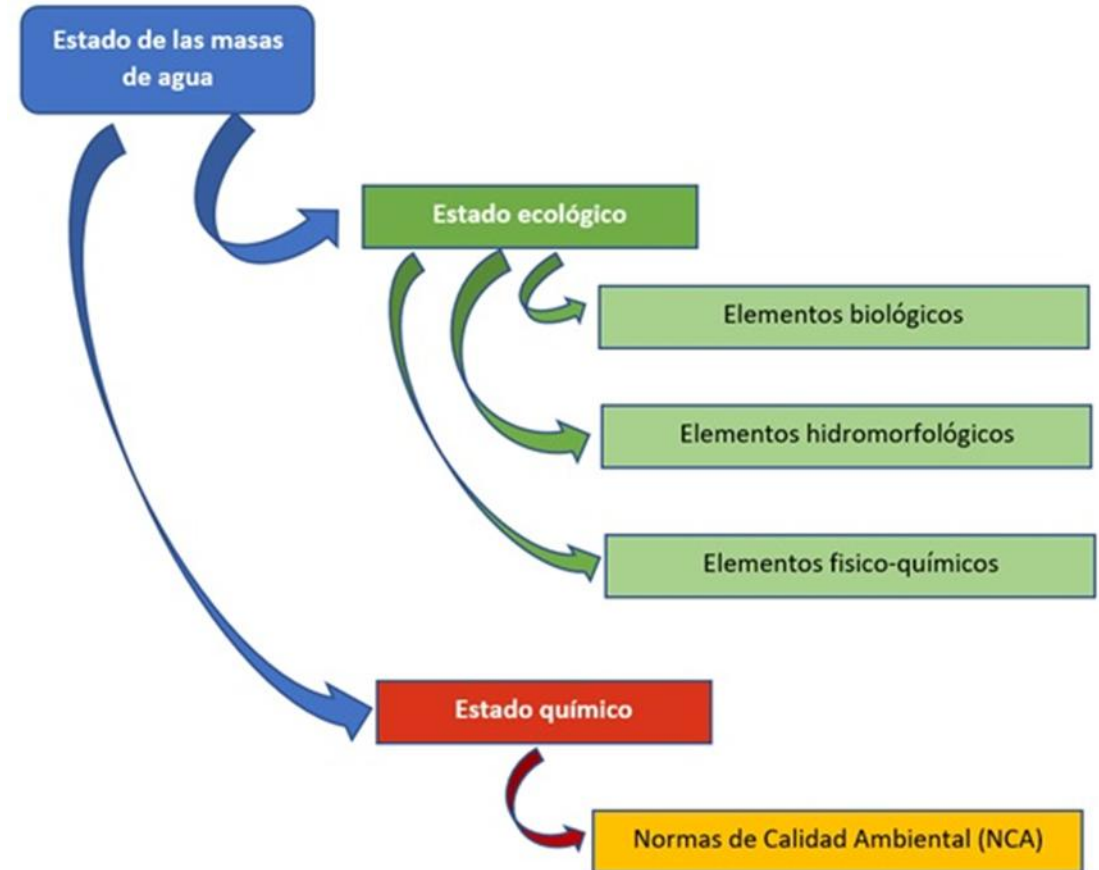 Estado de las masas
de agua
Estado ecológico
Elementos biológicos
Elementos hidromorfológicos
Elementos fisico-químicos
Estado químico
Normas de Calidad Ambiental (NCA)